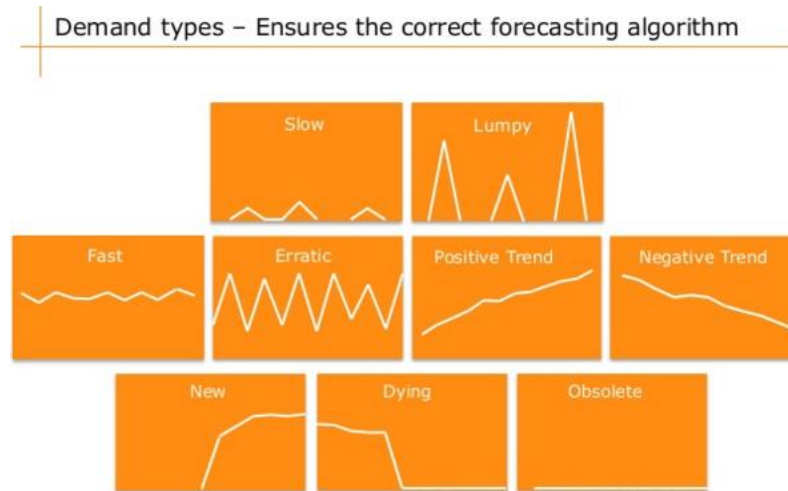 Demand types – Ensures the correct forecasting algorithm
Slow
Lumpy
Fast
Erratic
Positive Trend
Negative Trend
New
Dying
Obsolete